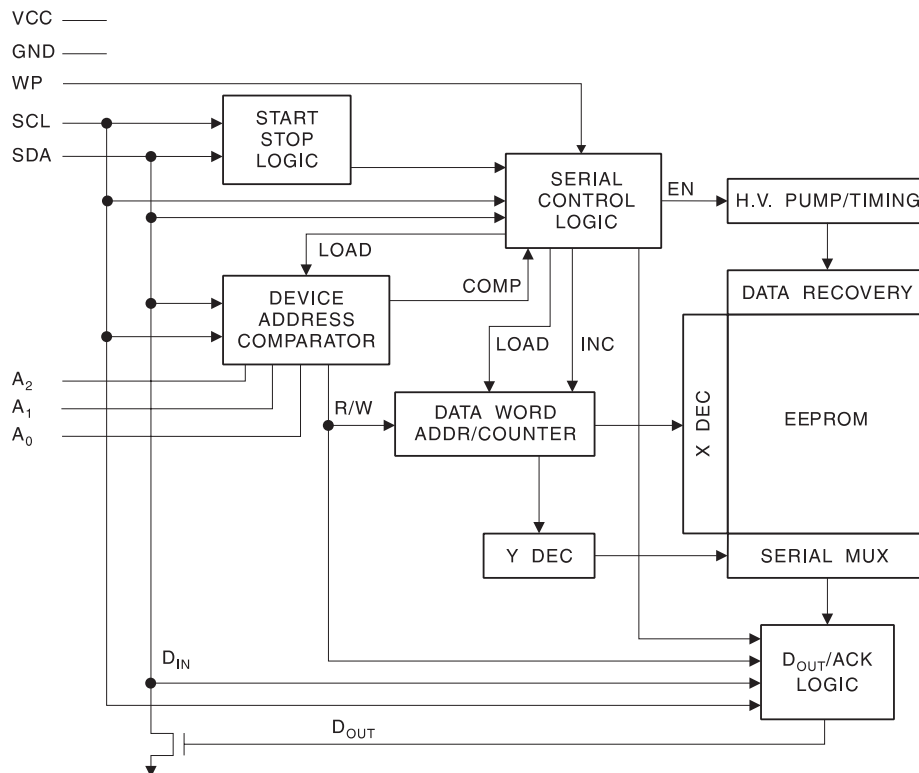 VCC
GND
WP
SCL
SDA
START
STOP
LOGIC
SERIAL
CONTROL
LOGIC
EN
H.V. PUMP/TIMING
LOAD
COMP
DEVICE
ADDRESS
COMPARATOR
DATA RECOVERY
LOAD
INC
A2
A1
A0
R/W
DATA WORD
ADDR/COUNTER
X DEC
EEPROM
Y DEC
SERIAL MUX
DIN
DOUT/ACK
LOGIC
DOUT